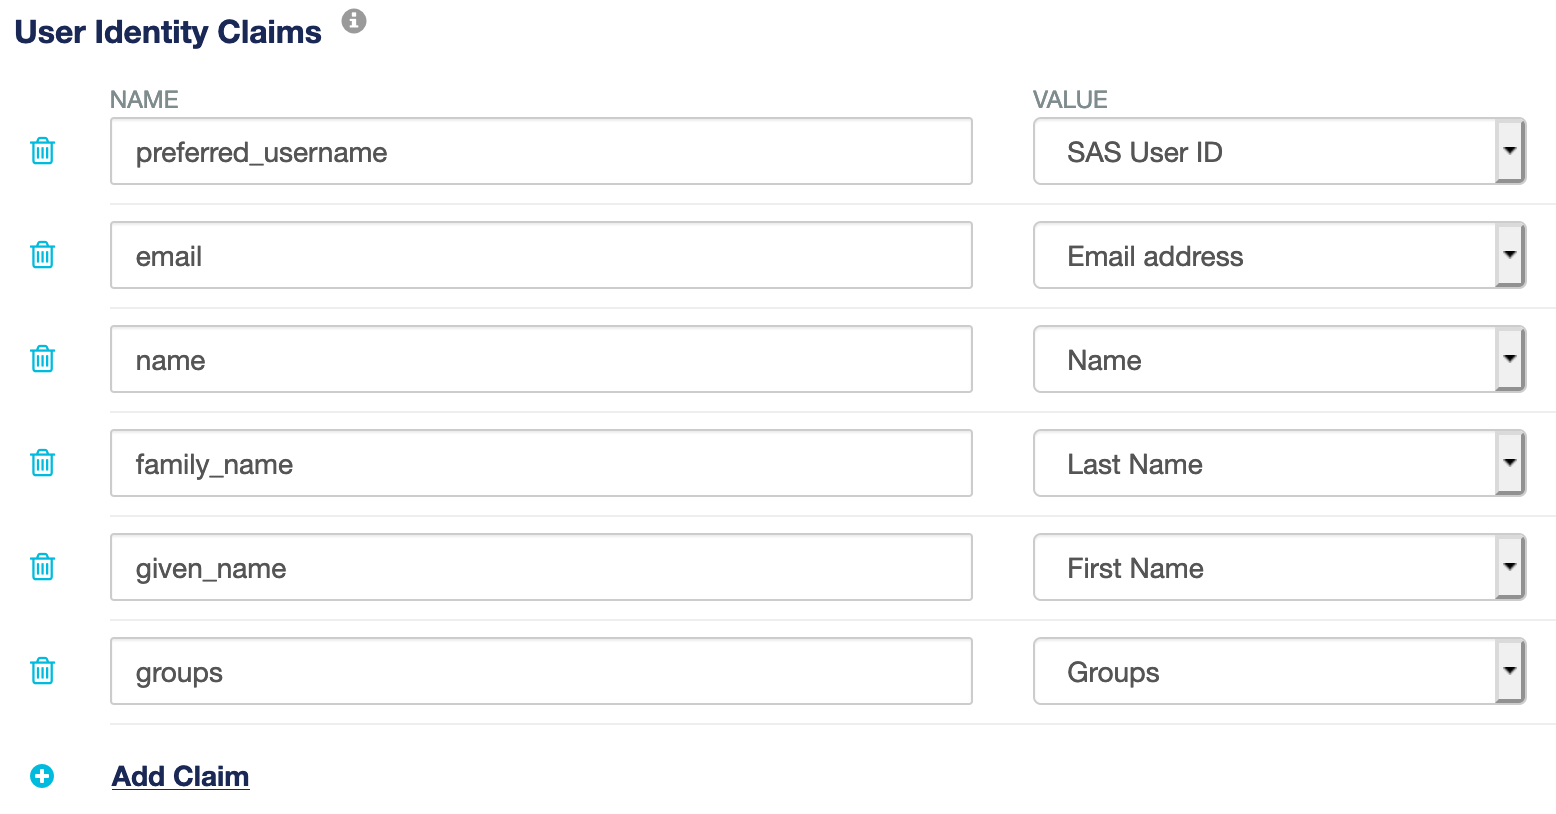 User Identity Claims
NAME VALUE
preferred_username SAS User ID
email Email address
name Name
family_name Last Name
given_name First Name
groups Groups
Add Claim